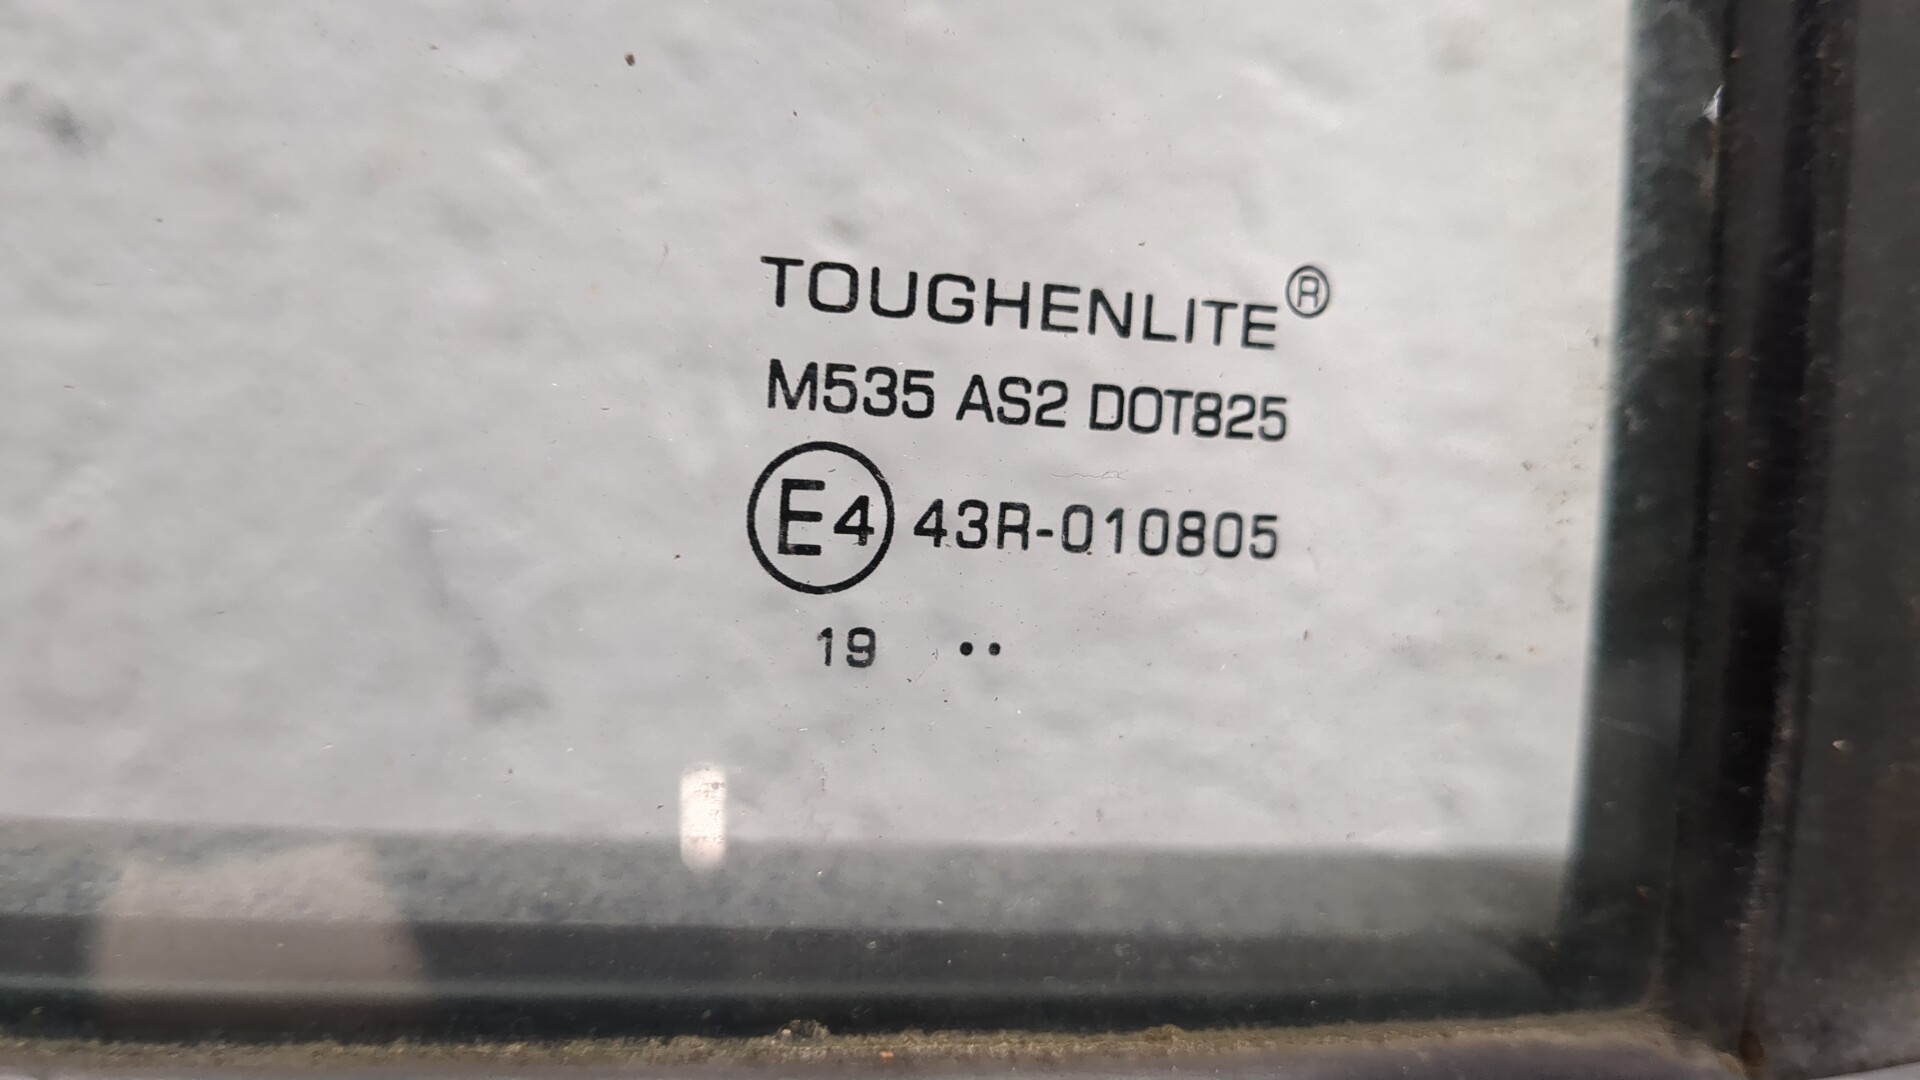 TOUGHENLITE®
M535 AS2 DOT825
E4 43R-010805
19 ••